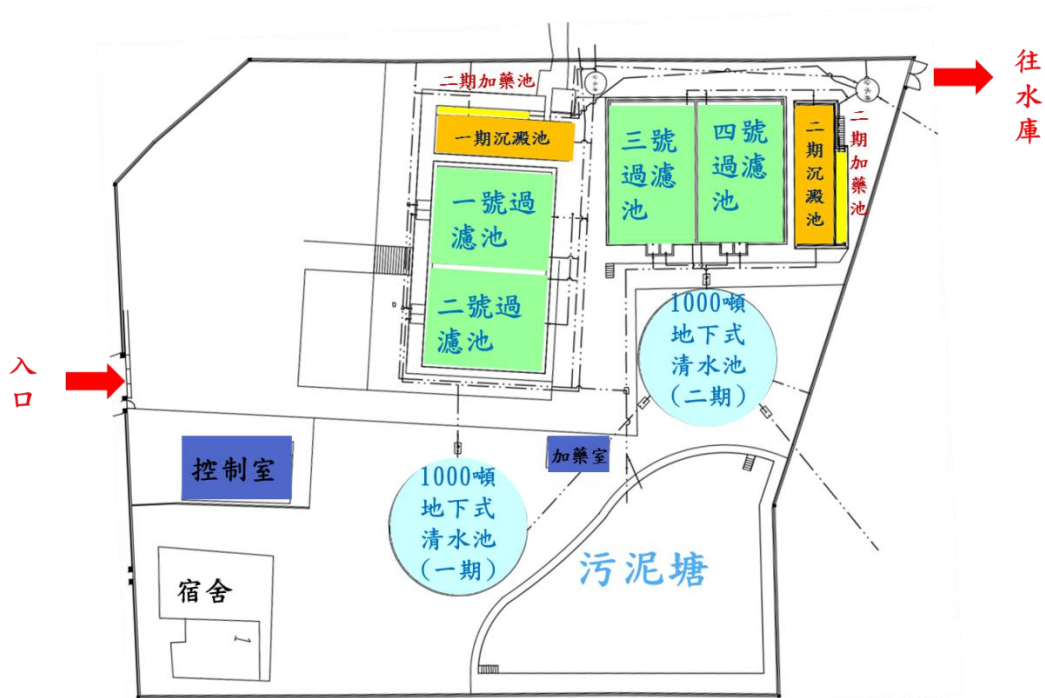 往
水
庫
二期加藥池
一期沉澱池
三號
過濾
池
四號
過濾
池
二
期
沉
澱
池
二
期
加
藥
池
一號過
濾池
二號過
濾池
1000噸
地下式
清水池
(二期)
入
口
控制室
加藥室
1000噸
地下式
清水池
(一期)
污泥塘
宿舍